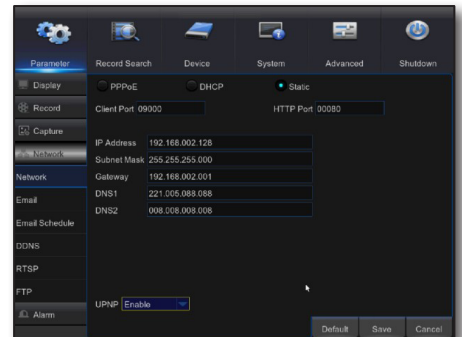 Parameter Record Search Device System Advanced Shutdown
Display
Record
Capture
Network
Network
Email
Email Schedule
DDNS
RTSP
FTP
Alarm
PPPoE DHCP Static
Client Port 09000 HTTP Port 00080
IP Address 192.168.002.128
Subnet Mask 255.255.255.000
Gateway 192.168.002.001
DNS1 221.005.088.088
DNS2 008.008.008.008
UPNP Enable
Default Save Cancel